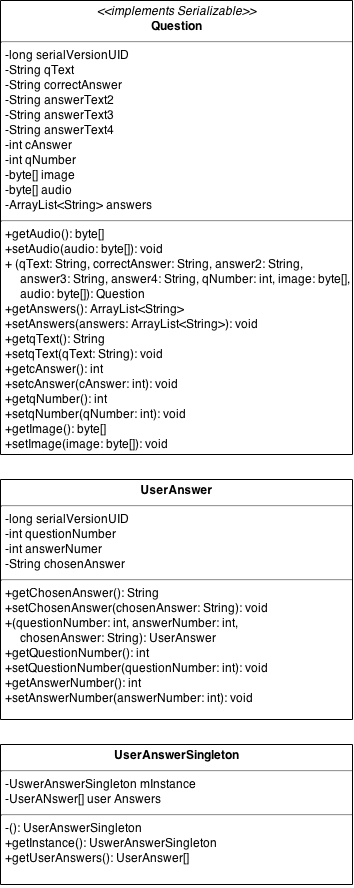 <<implements Serializable>>
Question
-long serialVersionUID
-String qText
-String correctAnswer
-String answerText2
-String answerText3
-String answerText4
-int cAnswer
-int qNumber
-byte[] image
-byte[] audio
-ArrayList<String> answers
+getAudio(): byte[]
+setAudio(audio: byte[]): void
+ (qText: String, correctAnswer: String, answer2: String,
answer3: String, answer4: String, qNumber: int, image: byte[],
audio: byte[]): Question
+getAnswers(): ArrayList<String>
+setAnswers(answers: ArrayList<String>): void
+getqText(): String
+setqText(qText: String): void
+getcAnswer(): int
+setcAnswer(cAnswer: int): void
+getqNumber(): int
+setqNumber(qNumber: int): void
+getImage(): byte[]
+setImage(image: byte[]): void
UserAnswer
-long serialVersionUID
-int questionNumber
-int answerNumer
-String chosenAnswer
+getChosenAnswer(): String
+setChosenAnswer(chosenAnswer: String): void
+(questionNumber: int, answerNumber: int,
chosenAnswer: String): UserAnswer
+getQuestionNumber(): int
+setQuestionNumber(questionNumber: int): void
+getAnswerNumber(): int
+setAnswerNumber(answerNumber: int): void
UserAnswerSingleton
-UswerAnswerSingleton mInstance
-UserANswer[] user Answers
-(): UserAnswerSingleton
+getInstance(): UswerAnswerSingleton
+getUserAnswers(): UserAnswer[]